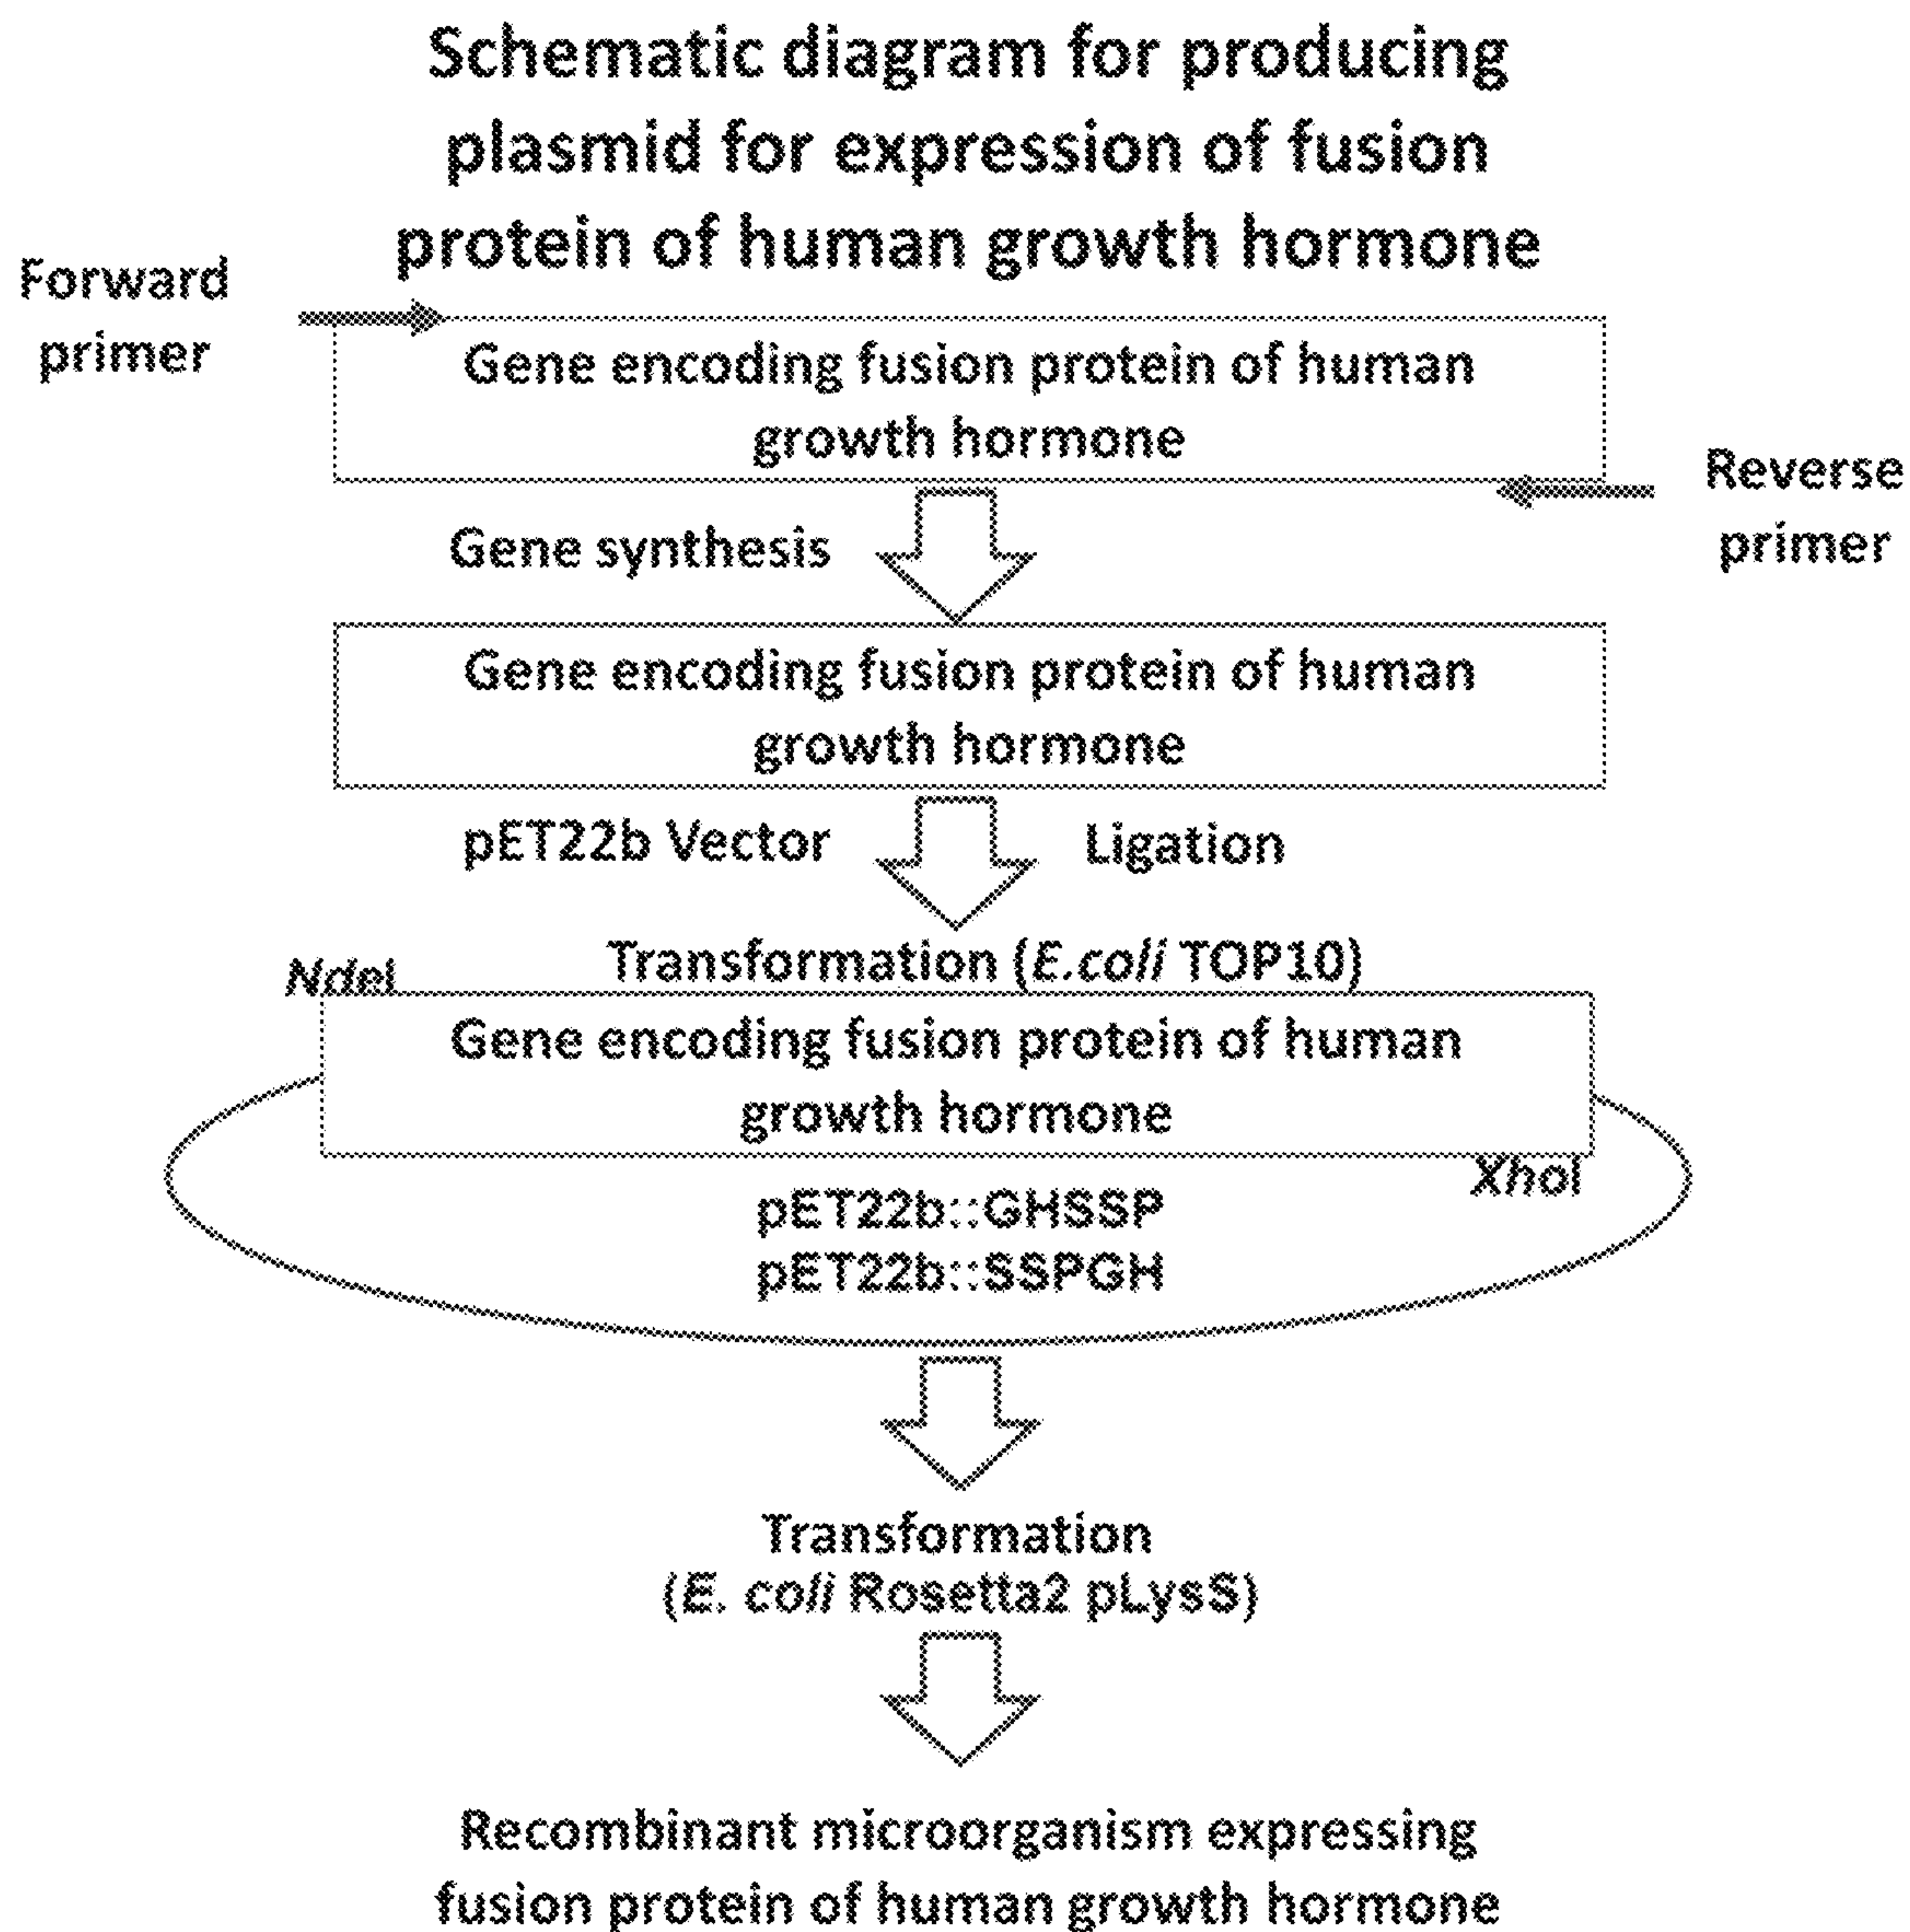 Schematic diagram for producing
plasmid for expression of fusion
protein of human growth hormone
Forward
primer
Gene encoding fusion protein of human
growth hormone
Reverse
primer
Gene synthesis
Gene encoding fusion protein of human
growth hormone
pET22b Vector
Ligation
Transformation (E.coli TOP10)
NdeI
Gene encoding fusion protein of human
growth hormone
XhoI
pET22b::GHSSP
pET22b::SSPGH
Transformation
(E. coli Rosetta2 pLysS)
Recombinant microorganism expressing
fusion protein of human growth hormone